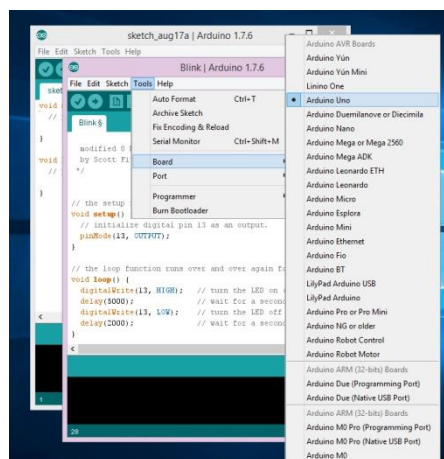 sketch_aug17a | Arduino 1.7.6
File Edit Sketch Tools Help
Blink | Arduino 1.7.6
File Edit Sketch Tools Help
Blink §
modified 8
by Scott Fi
*/
// the setup
void setup()
// initialize digital pin 13 as an output.
pinMode(13, OUTPUT);
}
// the loop function runs over and over again fo
void loop() {
digitalWrite(13, HIGH); // turn the LED on
delay(5000); // wait for a second
digitalWrite(13, LOW); // turn the LED off
delay(2000); // wait for a second
}
28
1
Auto Format Ctrl+T
Archive Sketch
Fix Encoding & Reload
Serial Monitor Ctrl+Shift+M
Board
Port
Programmer
Burn Bootloader
Arduino AVR Boards
Arduino Yún
Arduino Yún Mini
Linino One
Arduino Uno
Arduino Duemilanove or Diecimila
Arduino Nano
Arduino Mega or Mega 2560
Arduino Mega ADK
Arduino Leonardo ETH
Arduino Leonardo
Arduino Micro
Arduino Esplora
Arduino Mini
Arduino Ethernet
Arduino Fio
Arduino BT
LilyPad Arduino USB
LilyPad Arduino
Arduino Pro or Pro Mini
Arduino NG or older
Arduino Robot Control
Arduino Robot Motor
Arduino ARM (32-bits) Boards
Arduino Due (Programming Port)
Arduino Due (Native USB Port)
Arduino ARM (32-bits) Boards
Arduino M0 Pro (Programming Port)
Arduino M0 Pro (Native USB Port)
Arduino M0